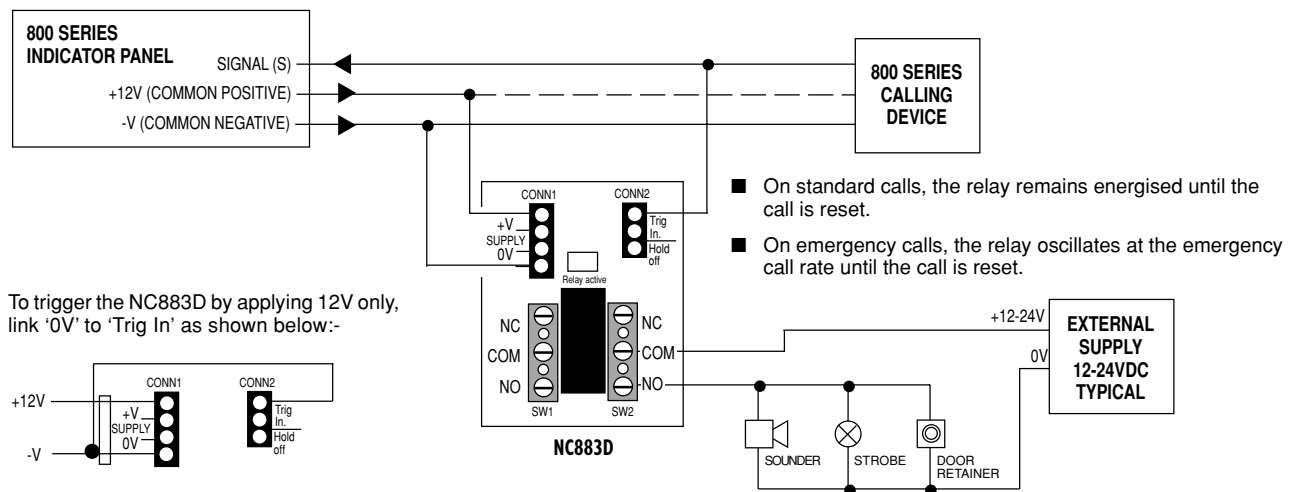 800 SERIES
INDICATOR PANEL
SIGNAL (S)
+12V (COMMON POSITIVE)
-V (COMMON NEGATIVE)
800 SERIES
CALLING
DEVICE
CONN1
CONN2
+V
SUPPLY
0V
Trig
In.
Hold
off
Relay active
NC
COM
NO
SW1
NC
COM
NO
SW2
NC883D
■ On standard calls, the relay remains energised until the
call is reset.
■ On emergency calls, the relay oscillates at the emergency
call rate until the call is reset.
To trigger the NC883D by applying 12V only,
link ‘0V’ to ‘Trig In’ as shown below:-
CONN1
CONN2
+12V
+V
SUPPLY
0V
-V
Trig
In.
Hold
off
+12-24V
0V
EXTERNAL
SUPPLY
12-24VDC
TYPICAL
SOUNDER
STROBE
DOOR
RETAINER